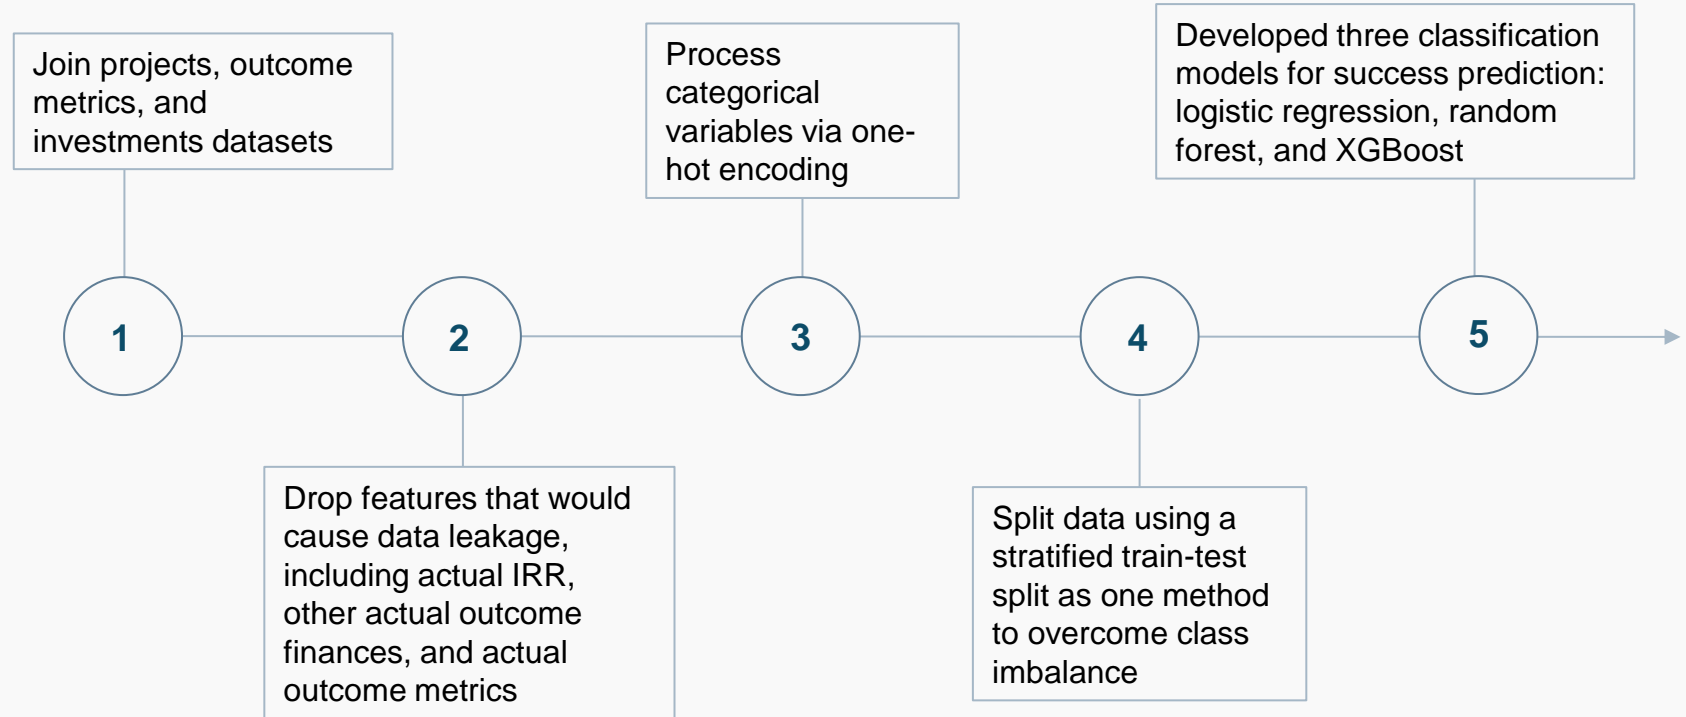 Join projects, outcome
metrics, and
investments datasets
1
Drop features that would
cause data leakage,
including actual IRR,
other actual outcome
finances, and actual
outcome metrics
2
Process
categorical
variables via one-
hot encoding
3
Split data using a
stratified train-test
split as one method
to overcome class
imbalance
4
Developed three classification
models for success prediction:
logistic regression, random
forest, and XGBoost
5